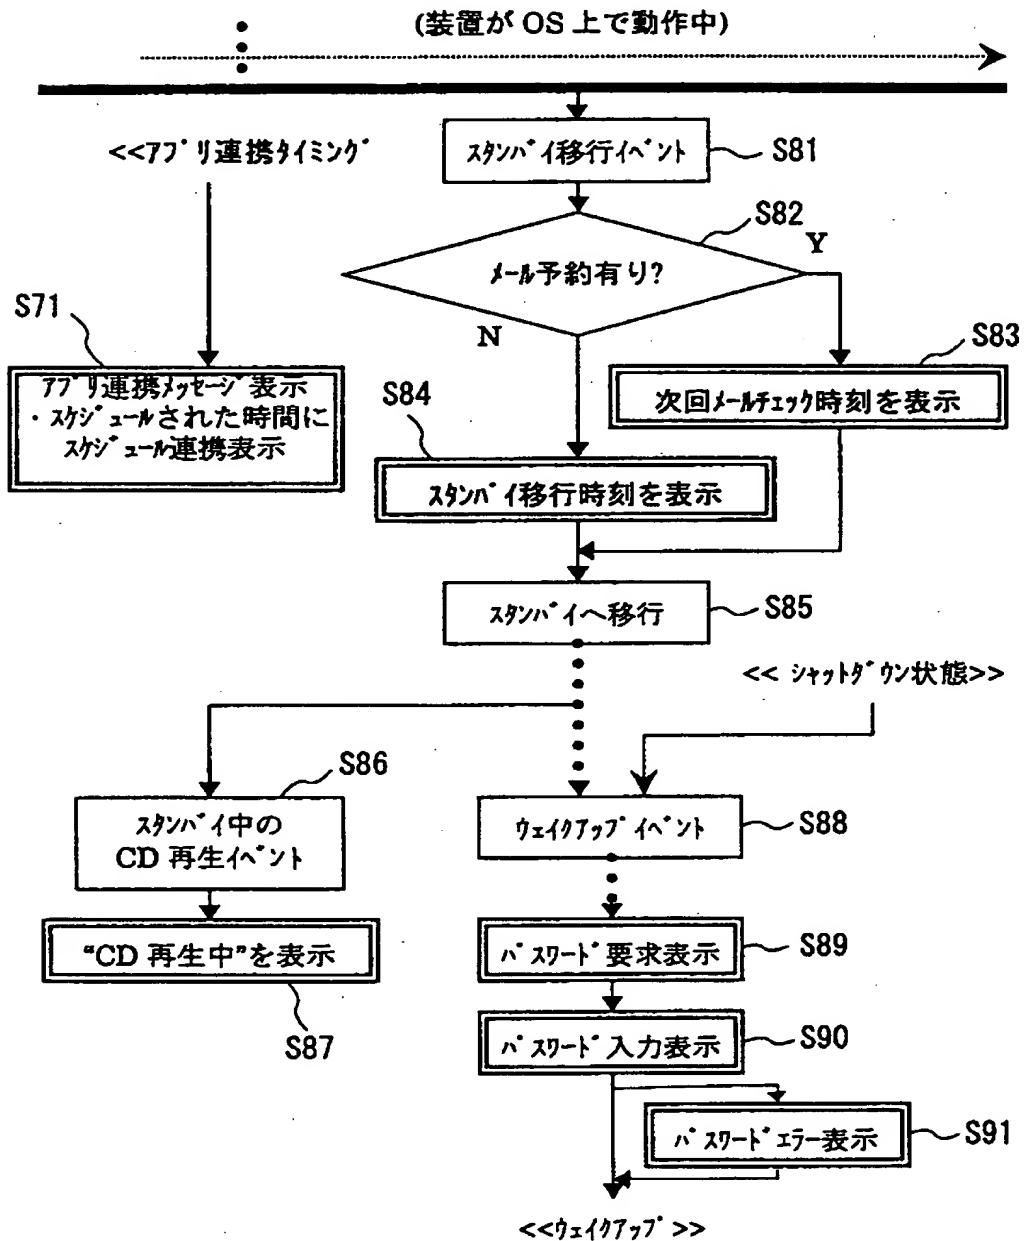 (装置が OS 上で動作中)
<<アプリ連携タイミング
スタンバイ移行イベント
S81
S82
Y
メール予約有り?
N
S71
アプリ連携メッセージ表示
・スケジュールされた時間に
スケジュール連携表示
S83
次回メールチェック時刻を表示
S84
スタンバイ移行時刻を表示
スタンバイへ移行
S85
<< シャットダウン状態>>
S86
スタンバイ中の
CD 再生イベント
ウェイクアップイベント
S88
“CD 再生中”を表示
S87
パスワード要求表示
S89
パスワード入力表示
S90
パスワードエラー表示
S91
<<ウェイクアップ>>